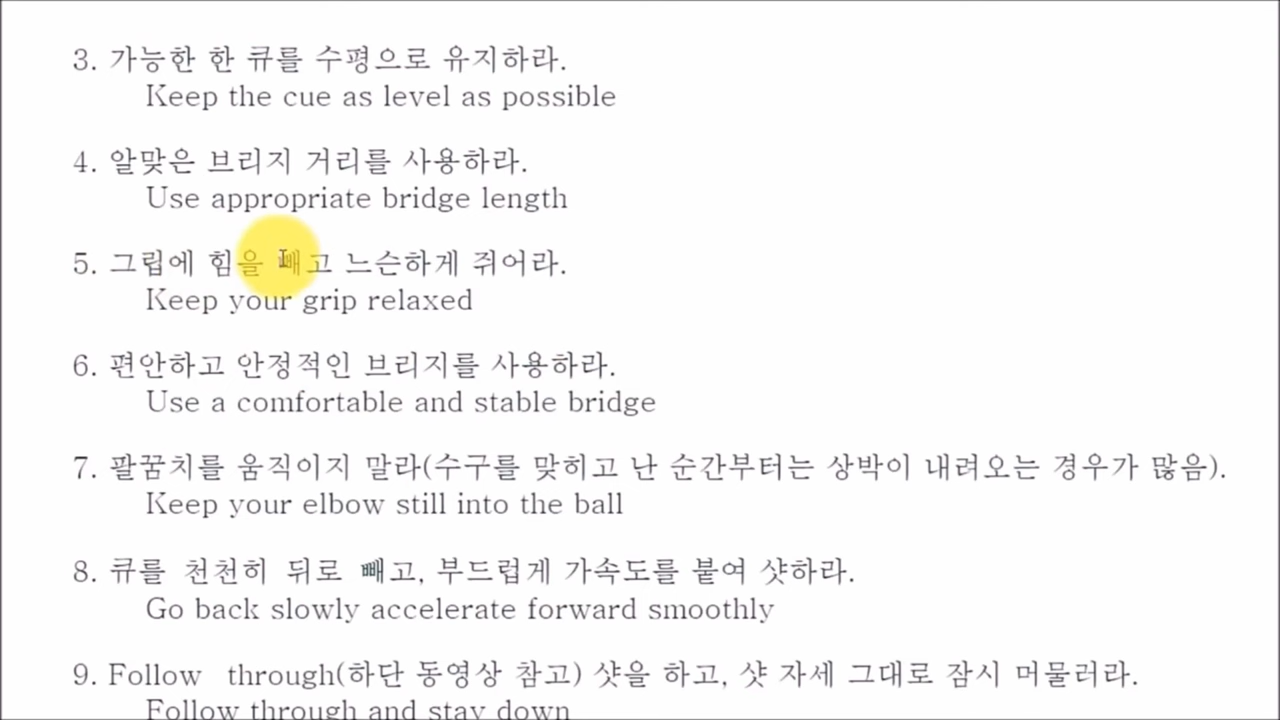 3. 가능한 한 큐를 수평으로 유지하라.
Keep the cue as level as possible
4. 알맞은 브리지 거리를 사용하라.
Use appropriate bridge length
5. 그립에 힘을 빼고 느슨하게 쥐어라.
Keep your grip relaxed
6. 편안하고 안정적인 브리지를 사용하라.
Use a comfortable and stable bridge
7. 팔꿈치를 움직이지 말라(수구를 맞히고 난 순간부터는 상박이 내려오는 경우가 많음).
Keep your elbow still into the ball
8. 큐를 천천히 뒤로 빼고, 부드럽게 가속도를 붙여 샷하라.
Go back slowly accelerate forward smoothly
9. Follow through(하단 동영상 참고) 샷을 하고, 샷 자세 그대로 잠시 머물러라.
Follow through and stay down